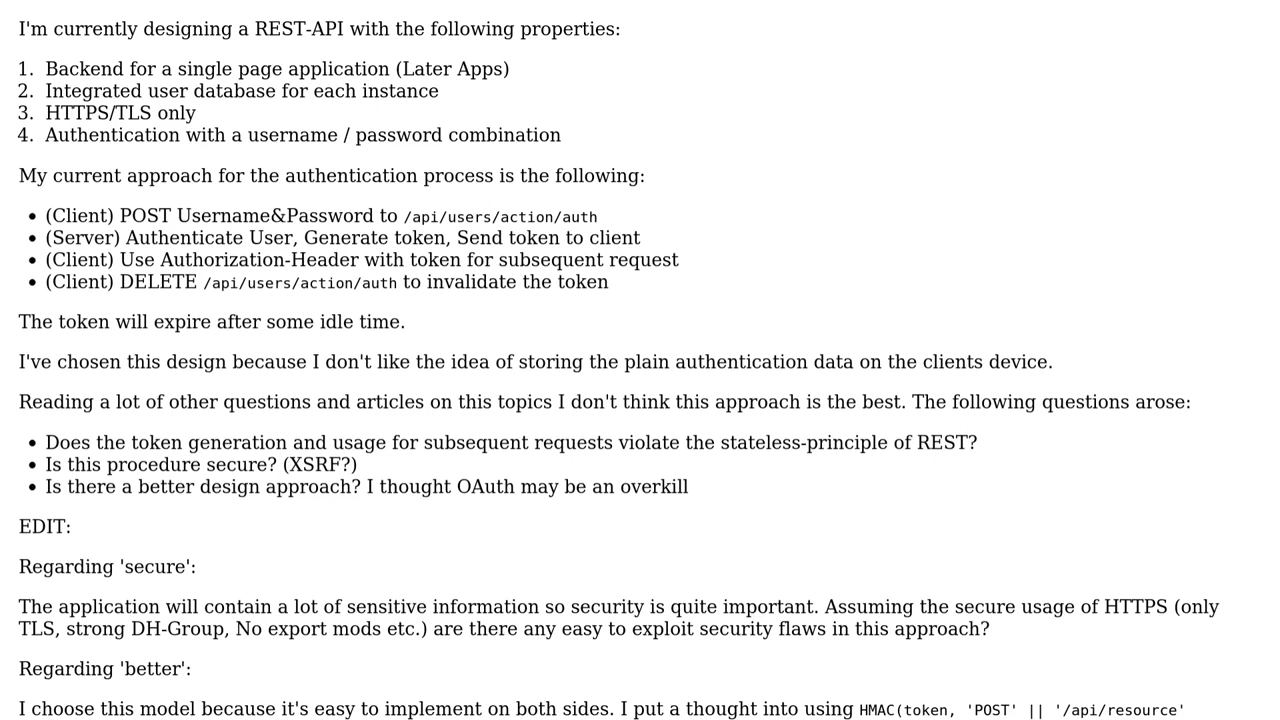 I'm currently designing a REST-API with the following properties:
1. Backend for a single page application (Later Apps)
2. Integrated user database for each instance
3. HTTPS/TLS only
4. Authentication with a username / password combination
My current approach for the authentication process is the following:
• (Client) POST Username&Password to /api/users/action/auth
• (Server) Authenticate User, Generate token, Send token to client
• (Client) Use Authorization-Header with token for subsequent request
• (Client) DELETE /api/users/action/auth to invalidate the token
The token will expire after some idle time.
I've chosen this design because I don't like the idea of storing the plain authentication data on the clients device.
Reading a lot of other questions and articles on this topics I don't think this approach is the best. The following questions arose:
• Does the token generation and usage for subsequent requests violate the stateless-principle of REST?
• Is this procedure secure? (XSRF?)
• Is there a better design approach? I thought OAuth may be an overkill
EDIT:
Regarding 'secure':
The application will contain a lot of sensitive information so security is quite important. Assuming the secure usage of HTTPS (only
TLS, strong DH-Group, No export mods etc.) are there any easy to exploit security flaws in this approach?
Regarding 'better':
I choose this model because it's easy to implement on both sides. I put a thought into using HMAC(token, 'POST' || '/api/resource'